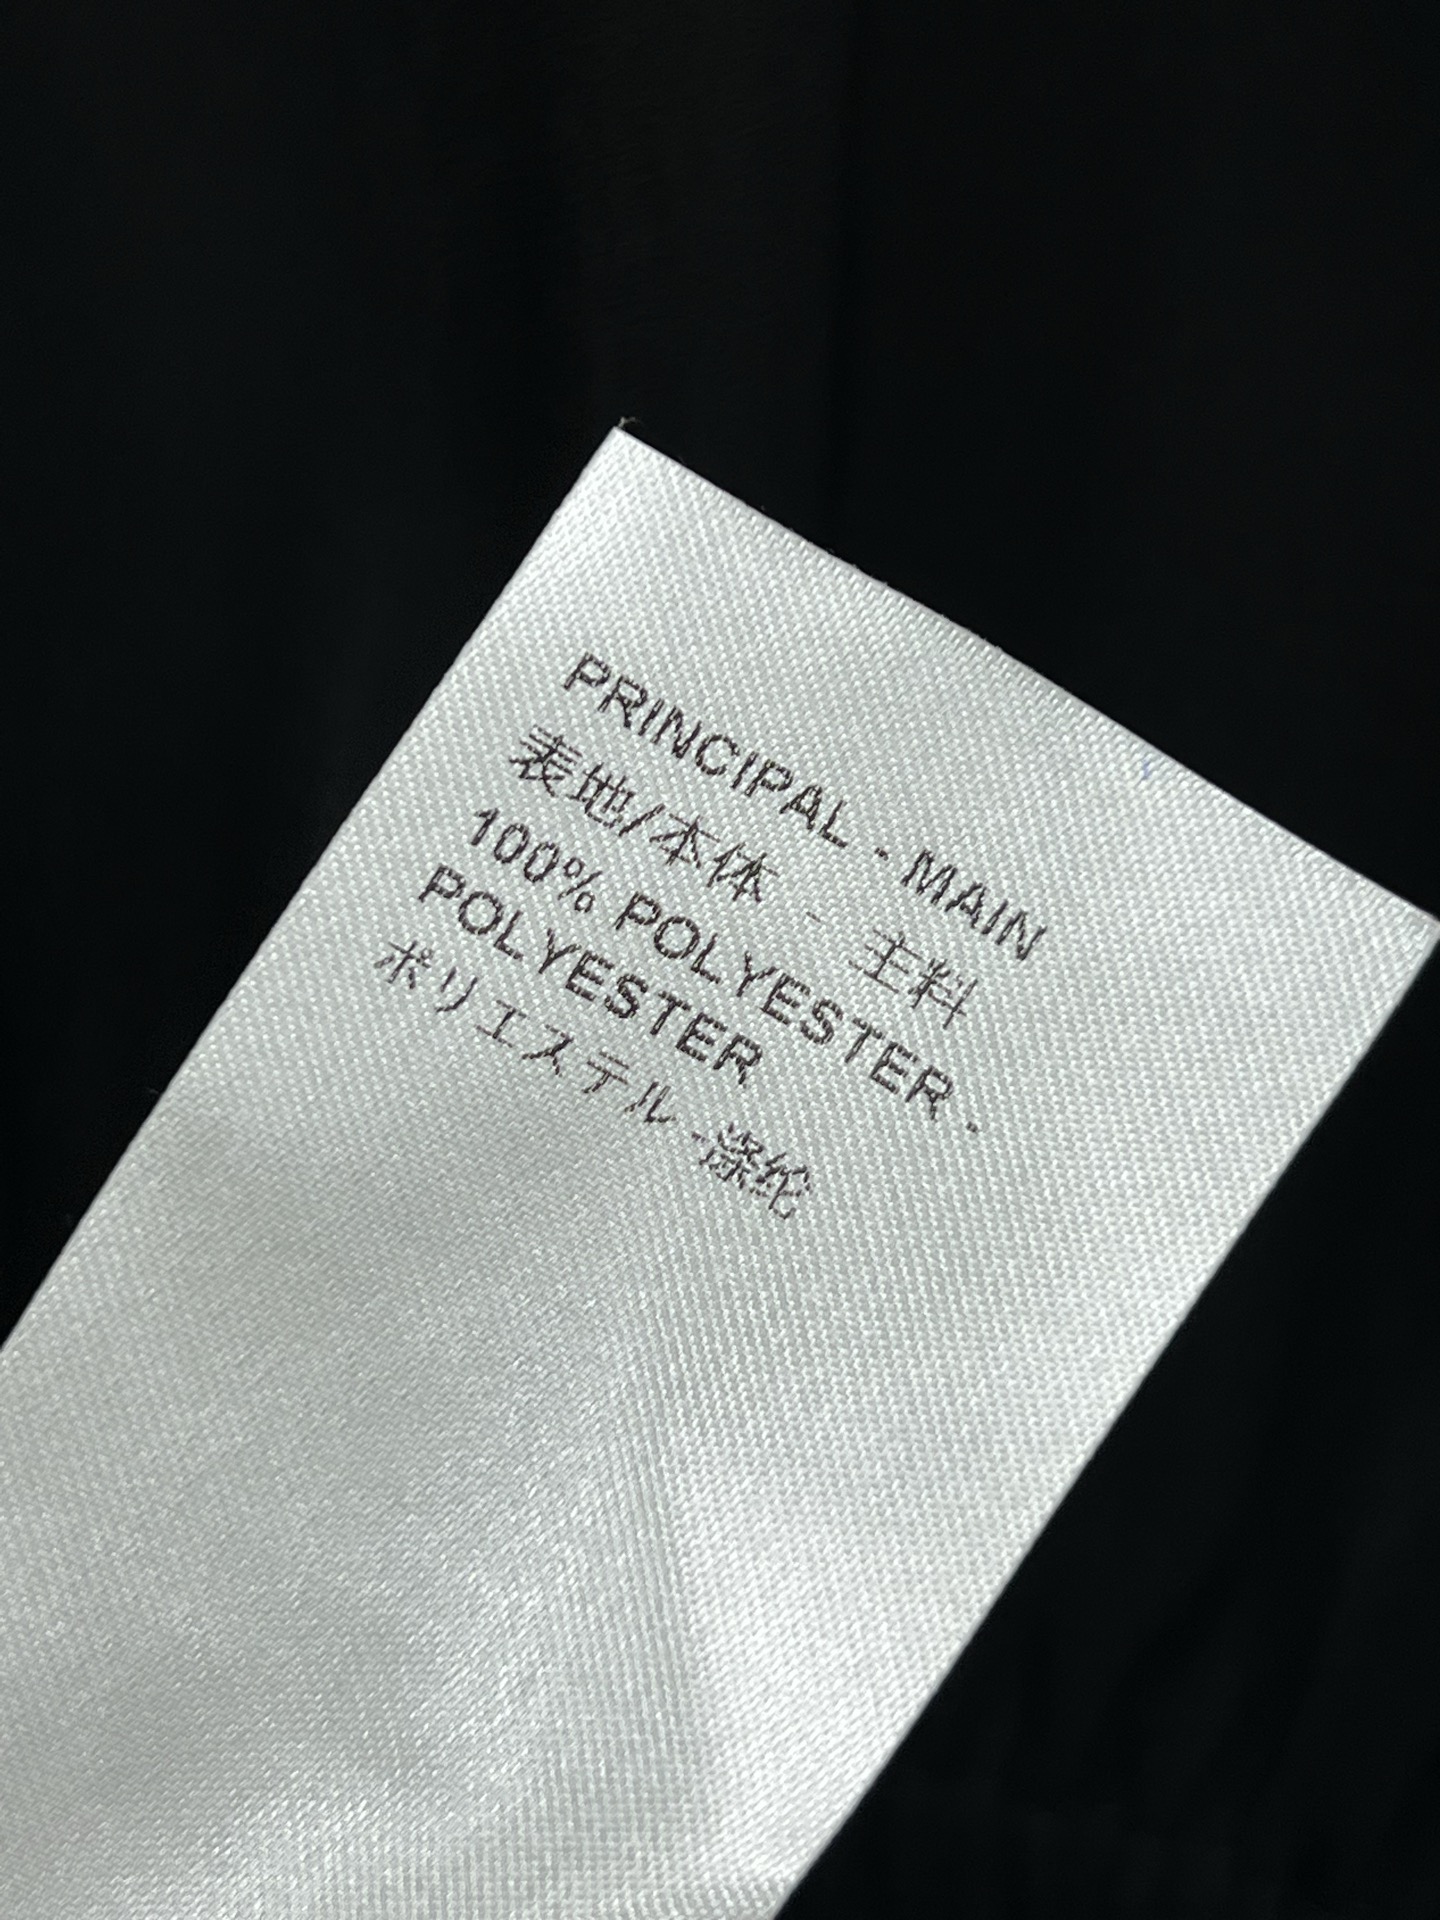 PRINCIPAL - MAIN
表地/本体 - 主料
100% POLYESTER -
POLYESTER
ポリエステル -涤纶